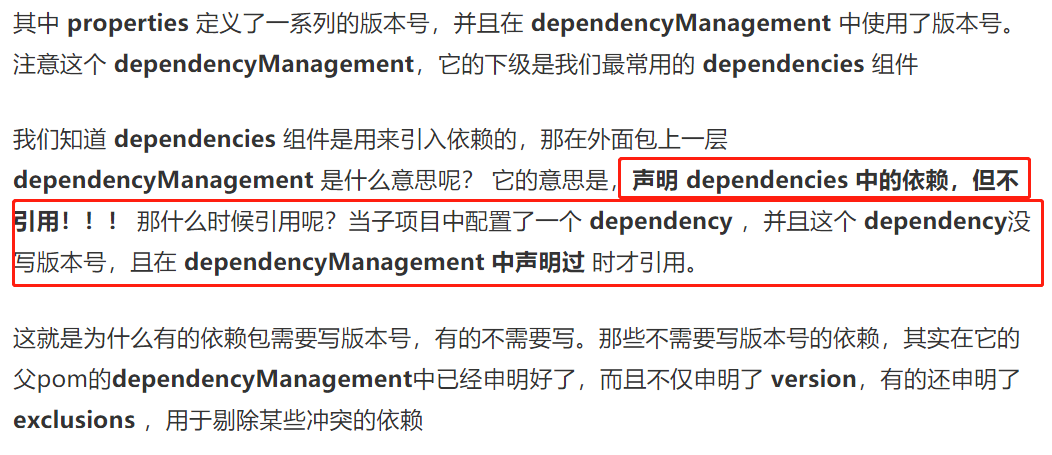 其中 properties 定义了一系列的版本号，并且在 dependencyManagement 中使用了版本号。
注意这个 dependencyManagement，它的下级是我们最常用的 dependencies 组件
我们知道 dependencies 组件是用来引入依赖的，那在外面包上一层
dependencyManagement 是什么意思呢？ 它的意思是，声明 dependencies 中的依赖，但不
引用！！！ 那什么时候引用呢？当子项目中配置了一个 dependency ，并且这个 dependency没
写版本号，且在 dependencyManagement 中声明过 时才引用。
这就是为什么有的依赖包需要写版本号，有的不需要写。那些不需要写版本号的依赖，其实在它的
父pom的dependencyManagement中已经申明好了，而且不仅申明了 version，有的还申明了
exclusions ，用于剔除某些冲突的依赖